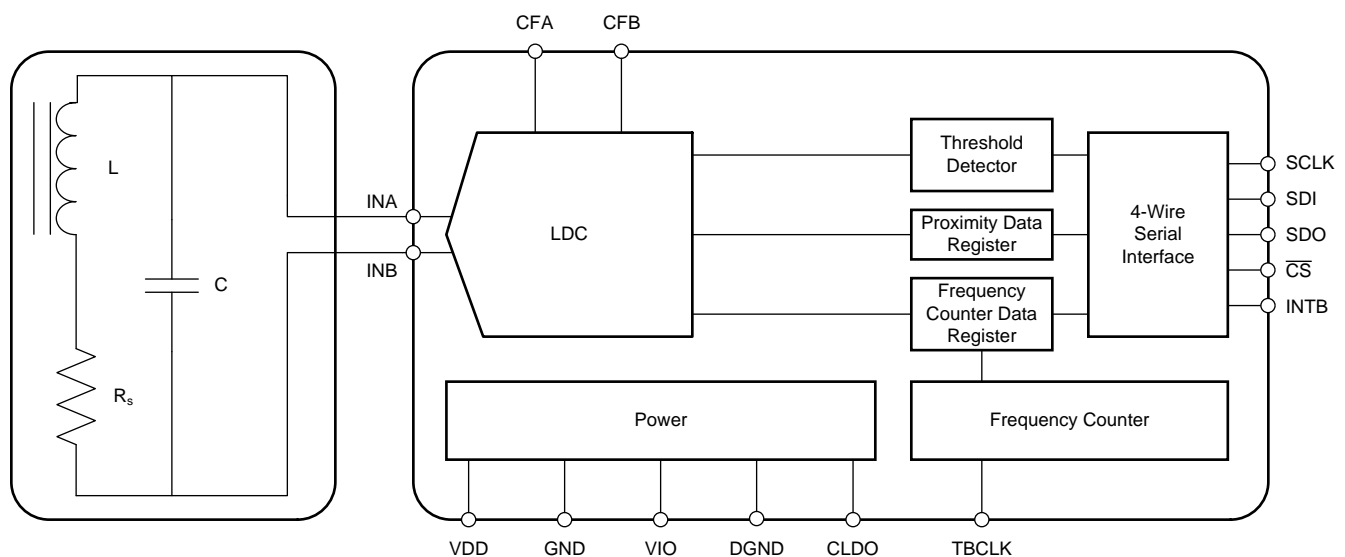 CFA CFB
L
C
Rs
INA
INB
LDC
Threshold
Detector
Proximity Data
Register
Frequency
Counter Data
Register
4-Wire
Serial
Interface
SCLK
SDI
SDO
C̅S̅
INTB
Power
Frequency Counter
VDD GND VIO DGND CLDO TBCLK